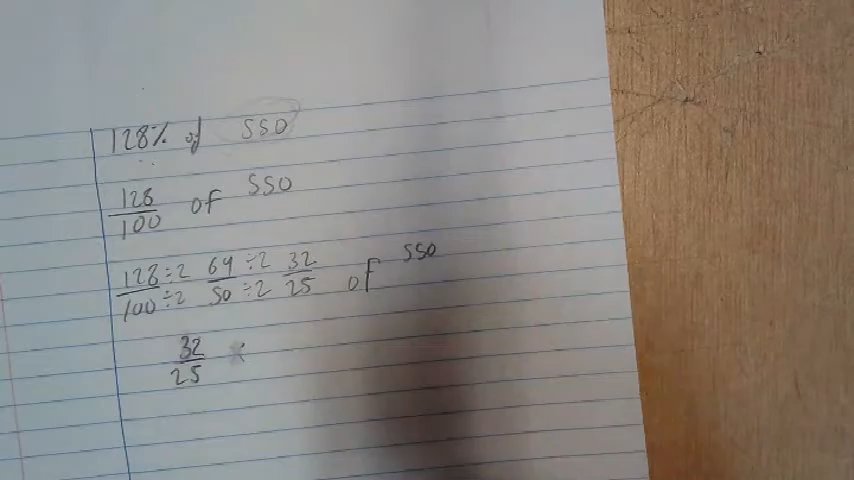 128% of 550
128/100 of 550
128÷2/100÷2 64÷2/50÷2 32/25 of 550
32/25 ×